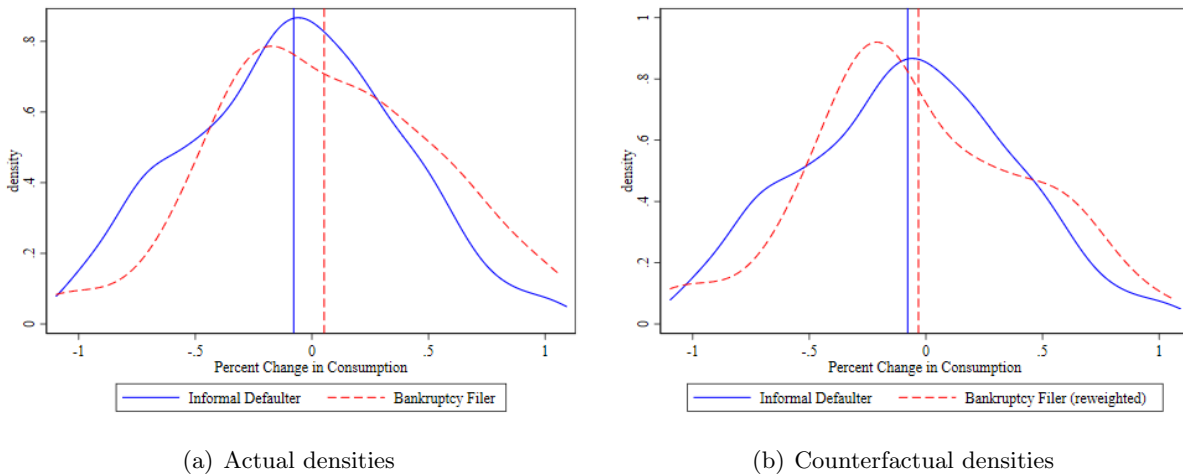 .8
.6
.4
.2
0
density
-1 -.5 0 .5 1
Percent Change in Consumption
Informal Defaulter Bankruptcy Filer
(a) Actual densities
1
.8
.6
.4
.2
0
density
-1 -.5 0 .5 1
Percent Change in Consumption
Informal Defaulter Bankruptcy Filer (reweighted)
(b) Counterfactual densities